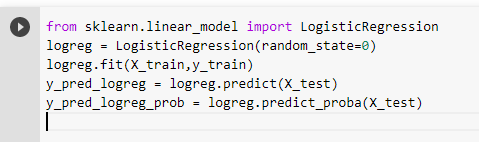 from sklearn.linear_model import LogisticRegression
logreg = LogisticRegression(random_state=0)
logreg.fit(X_train,y_train)
y_pred_logreg = logreg.predict(X_test)
y_pred_logreg_prob = logreg.predict_proba(X_test)